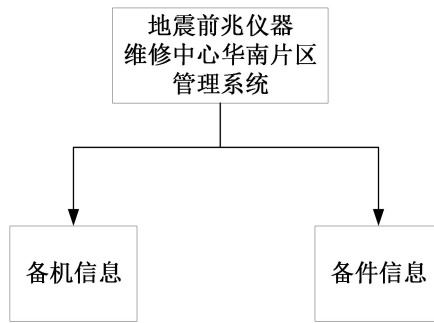 地震前兆仪器
维修中心华南片区
管理系统
备机信息
备件信息